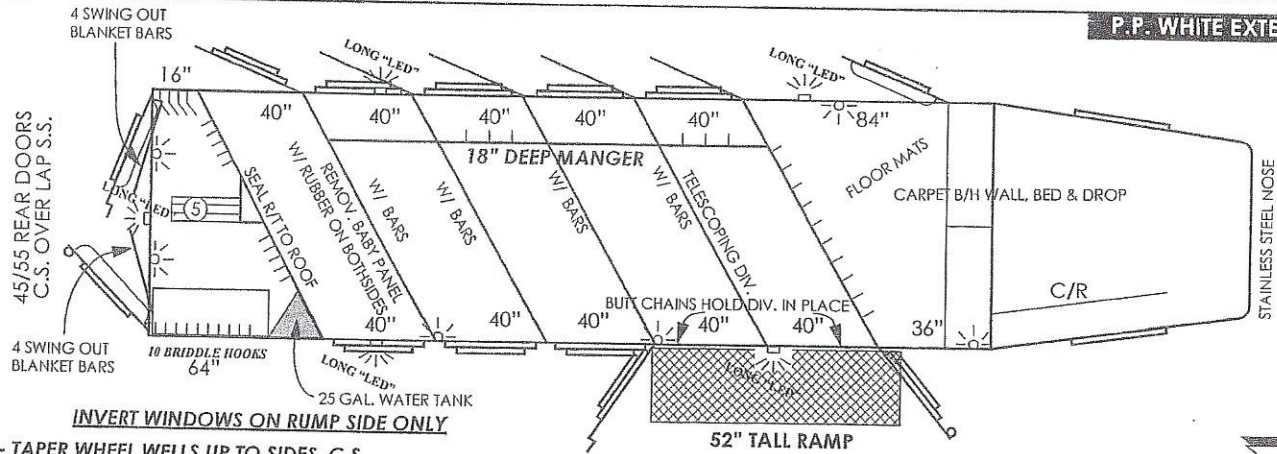 4 SWING OUT
BLANKET BARS
P.P. WHITE EXTE
45/55 REAR DOORS
C.S. OVER LAP S.S.
16"
LONG "LED"
LONG "LED"
40"
40"
40"
40"
40"
84"
18" DEEP MANGER
FLOOR MATS
SEAL R/T TO ROOF
REMOV. BABY PANEL
W/ RUBBER ON BOTHSIDES
W/ BARS
W/ BARS
W/ BARS
W/ BARS
TELESCOPING DIV.
CARPET B/H WALL, BED & DROP
STAINLESS STEEL NOSE
LONG "LED"
5
BUTT CHAINS HOLD DIV. IN PLACE
C/R
40"
40"
40"
40"
40"
36"
4 SWING OUT
BLANKET BARS
10 BRIDDLE HOOKS
64"
LONG "LED"
LONG "LED"
25 GAL. WATER TANK
INVERT WINDOWS ON RUMP SIDE ONLY
52" TALL RAMP
- TAPER WHEEL WELLS UP TO SIDES, C.S.